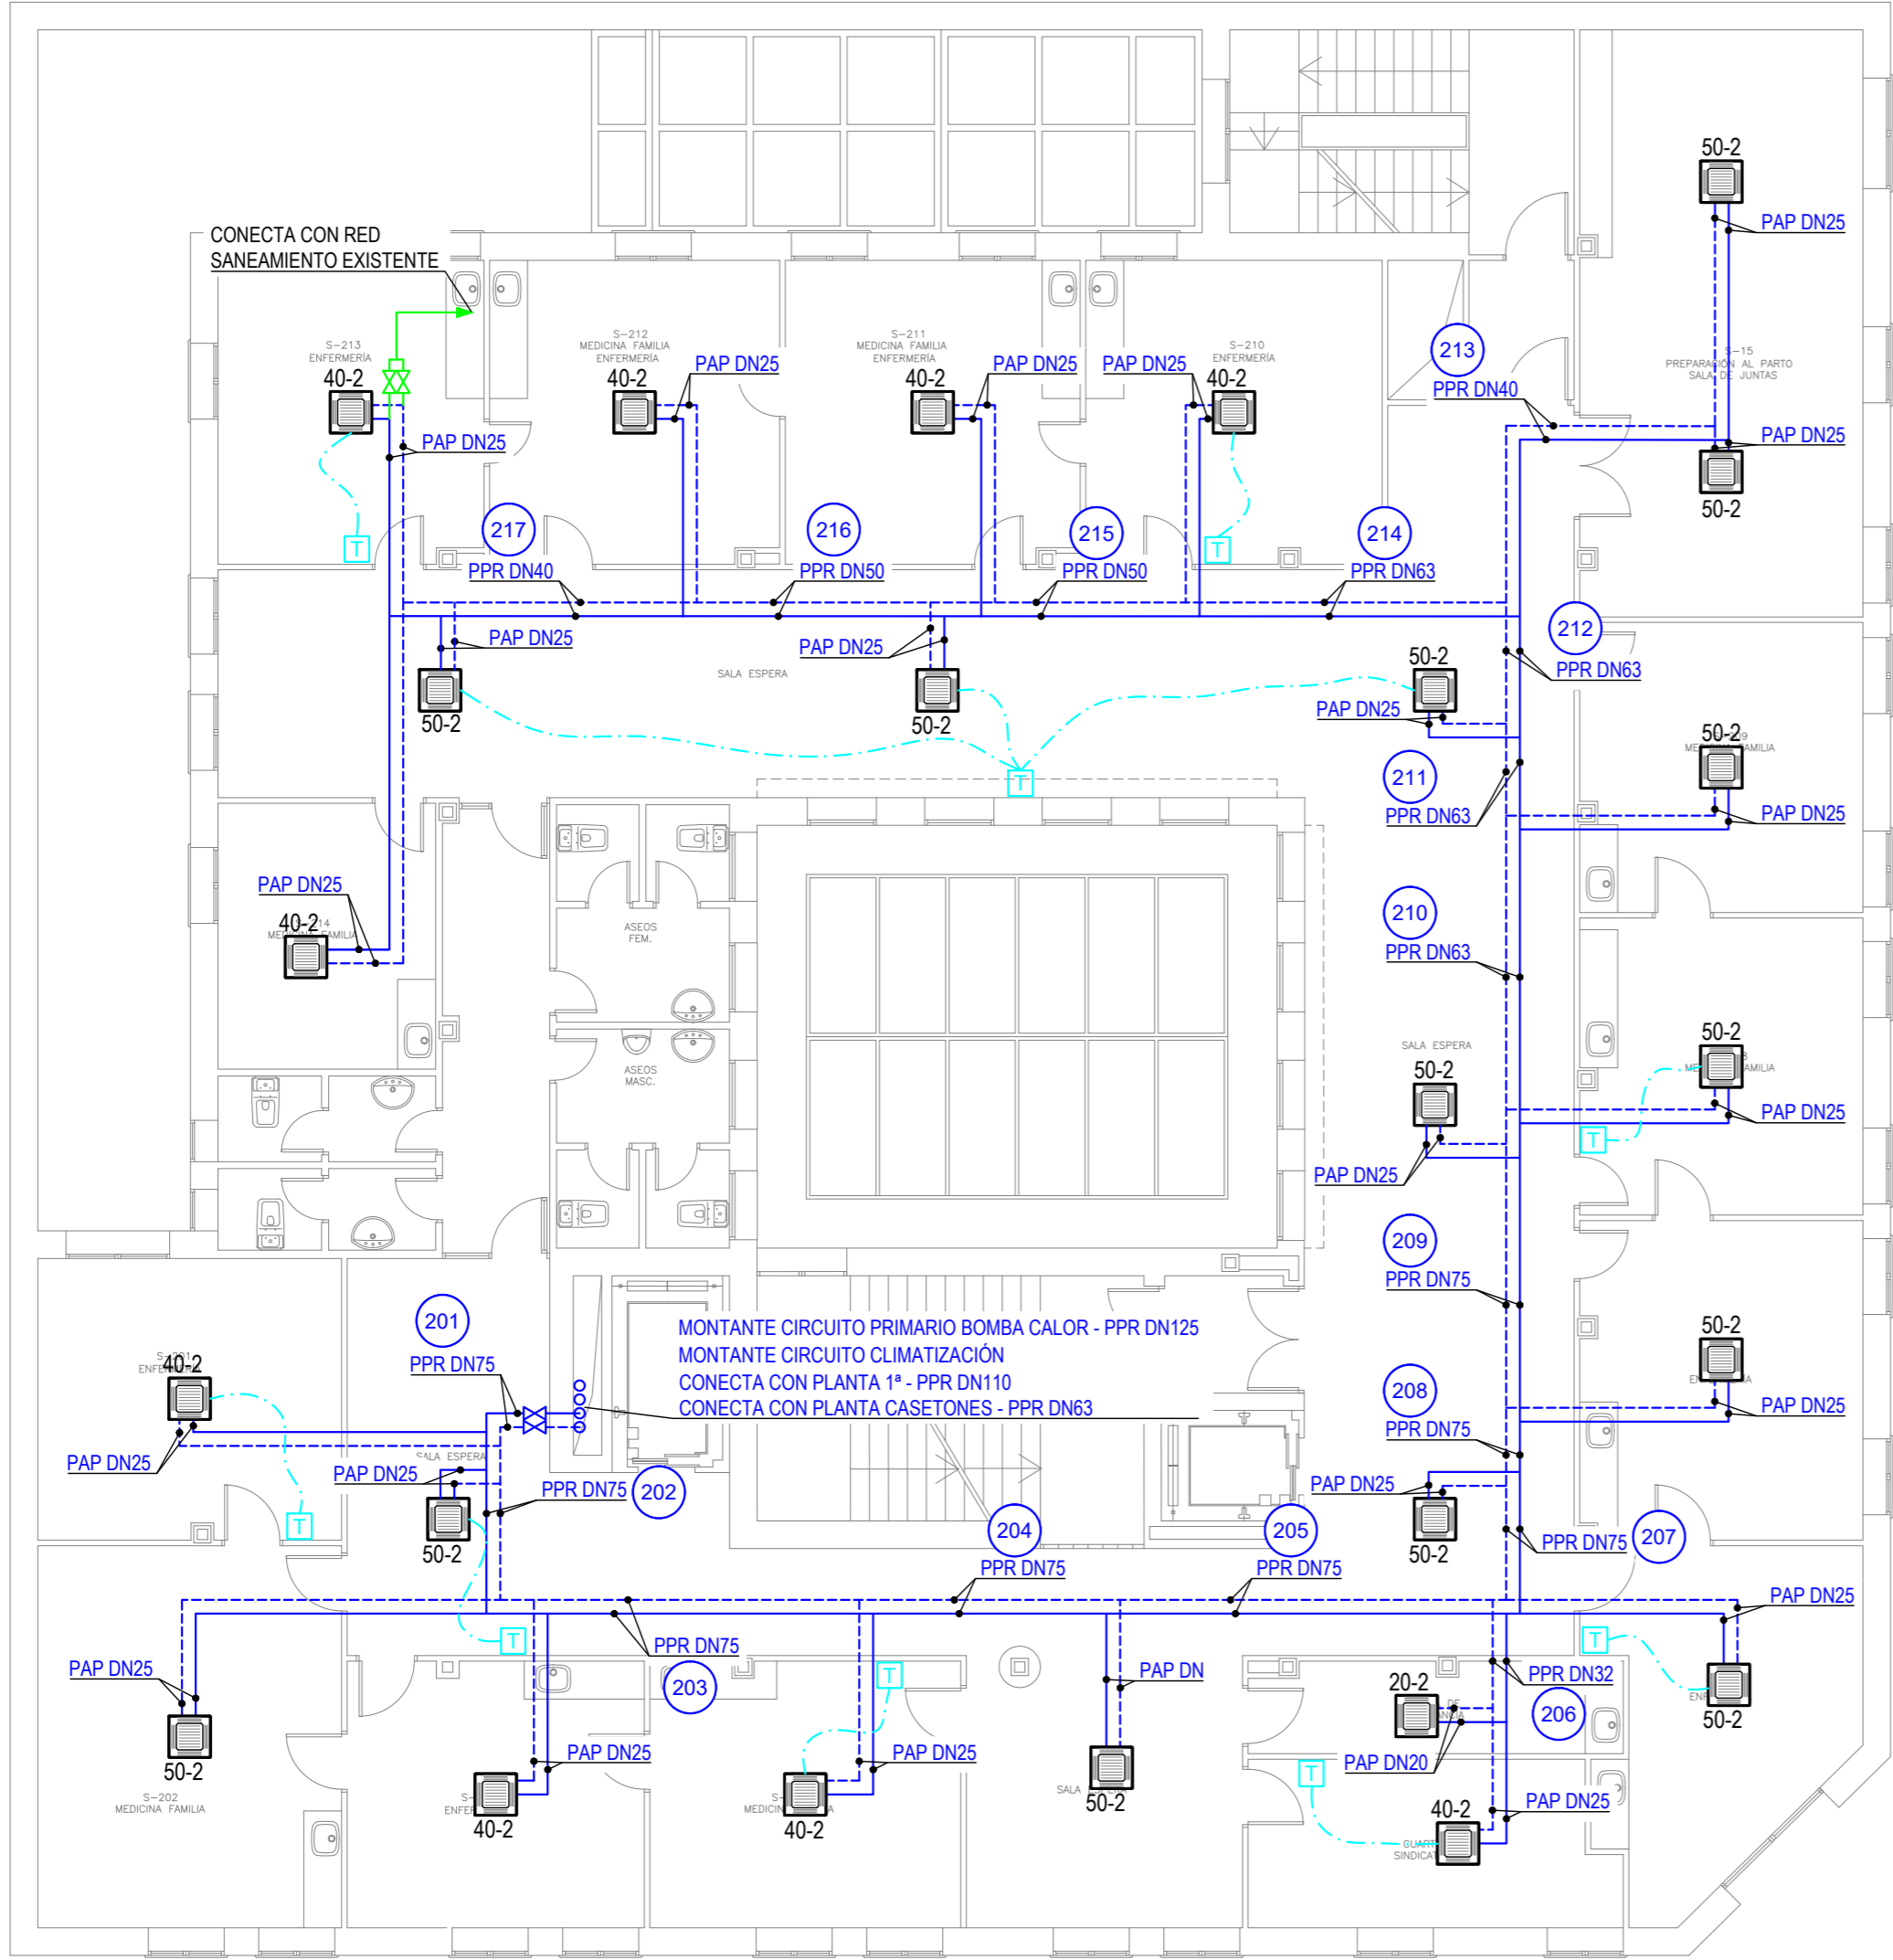 50-2
PAP DN25
CONECTA CON RED
SANEAMIENTO EXISTENTE
S-213
ENFERMERÍA
40-2
S-212
MEDICINA FAMILIA
ENFERMERÍA
40-2
PAP DN25
S-211
MEDICINA FAMILIA
ENFERMERÍA
40-2
PAP DN25
PAP DN25
S-210
ENFERMERÍA
40-2
213
PPR DN40
S-15
PREPARACIÓN AL PARTO
SALA DE JUNTAS
PAP DN25
PAP DN25
50-2
T
217
PPR DN40
216
PPR DN50
215
PPR DN50
T
214
PPR DN63
212
PPR DN63
PAP DN25
50-2
SALA ESPERA
PAP DN25
50-2
50-2
PAP DN25
T
211
PPR DN63
50-2
MEDICINA FAMILIA
PAP DN25
PAP DN25
40-2
MEDICINA FAMILIA
ASEOS
FEM.
210
PPR DN63
ASEOS
MASC.
SALA ESPERA
50-2
PAP DN25
50-2
PAP DN25
T
209
PPR DN75
201
PPR DN75
40-2
PAP DN25
T
MONTANTE CIRCUITO PRIMARIO BOMBA CALOR - PPR DN125
MONTANTE CIRCUITO CLIMATIZACIÓN
CONECTA CON PLANTA 1ª - PPR DN110
CONECTA CON PLANTA CASETONES - PPR DN63
50-2
PAP DN25
208
PPR DN75
SALA ESPERA
PAP DN25
50-2
PPR DN75
202
204
PPR DN75
205
PPR DN75
PAP DN25
50-2
PPR DN75
207
PAP DN25
T
T
PAP DN25
50-2
S-202
MEDICINA FAMILIA
PPR DN75
203
T
PAP DN
PPR DN32
206
20-2
PAP DN20
50-2
PAP DN25
40-2
PAP DN25
40-2
SALA ESPERA
50-2
T
40-2
PAP DN25